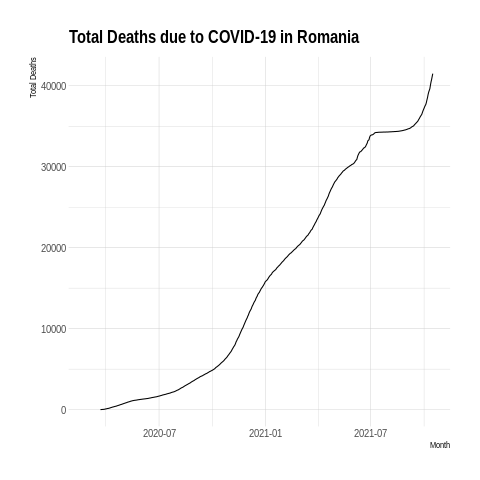 Total Deaths due to COVID-19 in Romania
Total Deaths
40000
30000
20000
10000
0
2020-07 2021-01 2021-07
Month